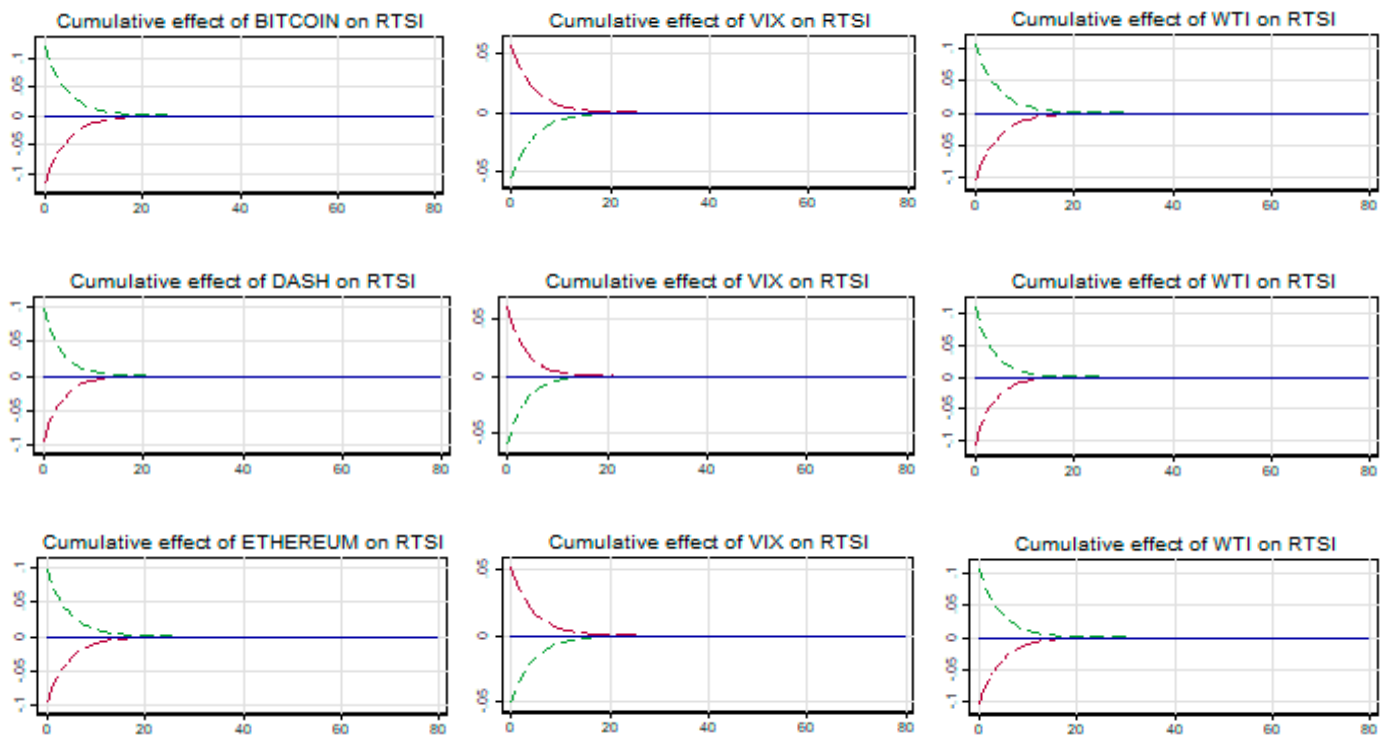 Cumulative effect of BITCOIN on RTSI
.1
.05
0
-.05
-.1
0 20 40 60 80
Cumulative effect of VIX on RTSI
.05
0
-.05
0 20 40 60 80
Cumulative effect of WTI on RTSI
.1
.05
0
-.05
-.1
0 20 40 60 80
Cumulative effect of DASH on RTSI
.1
.05
0
-.05
-.1
0 20 40 60 80
Cumulative effect of VIX on RTSI
.05
0
-.05
0 20 40 60 80
Cumulative effect of WTI on RTSI
.1
.05
0
-.05
-.1
0 20 40 60 80
Cumulative effect of ETHEREUM on RTSI
.1
.05
0
-.05
-.1
0 20 40 60 80
Cumulative effect of VIX on RTSI
.05
0
-.05
0 20 40 60 80
Cumulative effect of WTI on RTSI
.1
.05
0
-.05
-.1
0 20 40 60 80